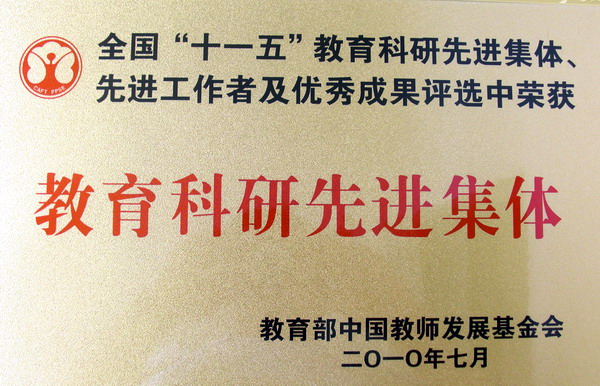 全国“十一五”教育科研先进集体、
先进工作者及优秀成果评选中荣获
教育科研先进集体
教育部中国教师发展基金会
二〇一〇年七月